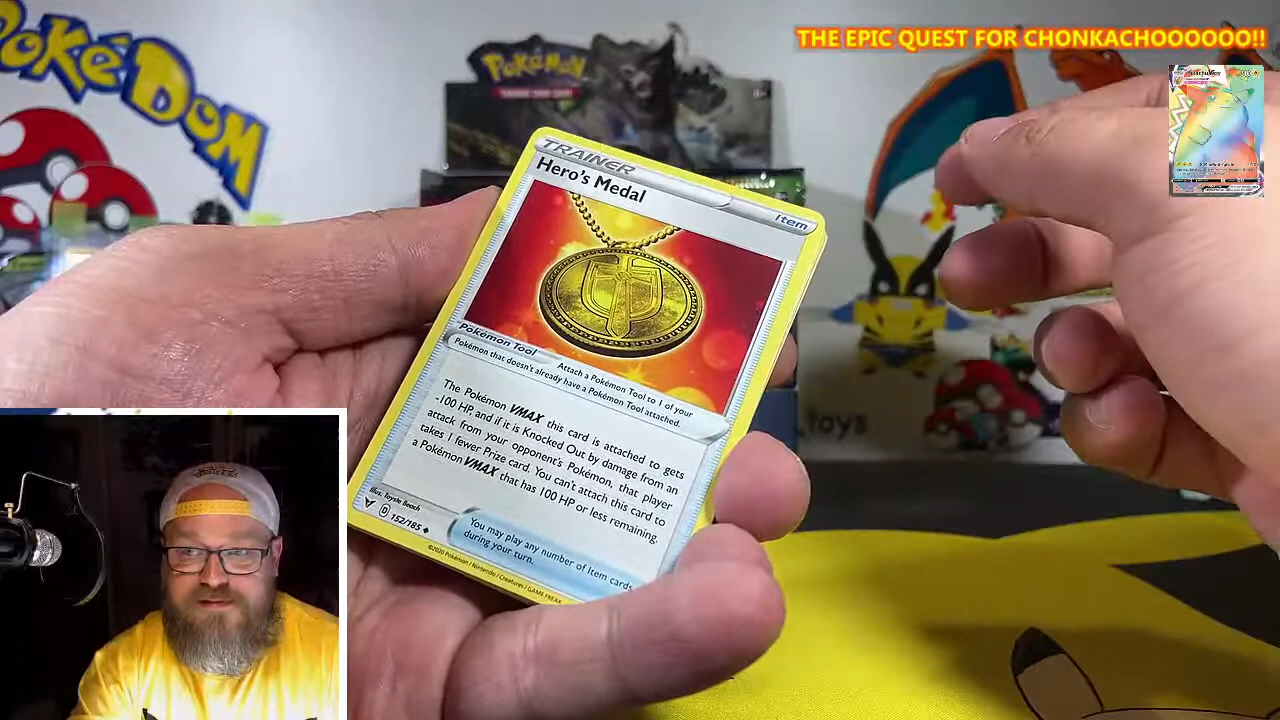 POKÉDOM
Pokémon
THE EPIC QUEST FOR CHONKACHOOOOOO!!
TRAINER
Hero's Medal
Item
Pokémon Tool
Attach a Pokémon Tool to 1 of your
Pokémon that doesn't already have a Pokémon Tool attached.
The Pokémon VMAX this card is attached to gets
-100 HP, and if it is Knocked Out by damage from an
attack from your opponent's Pokémon, that player
takes 1 fewer Prize card. You can't attach this card to
a Pokémon VMAX that has 100 HP or less remaining.
Illus. Toyste Beach
152/185
You may play any number of Item cards
during your turn.
©2020 Pokémon / Nintendo / Creatures / GAME FREAK
toys